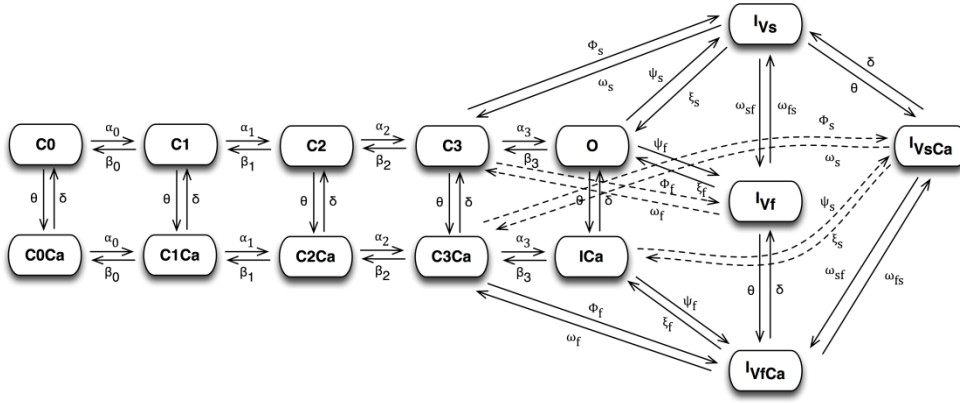 I_Vs
Φ_s
ω_s
ψ_s
ξ_s
ω_sf
ω_fs
δ
θ
C0
α_0
β_0
C1
α_1
β_1
C2
α_2
β_2
C3
α_3
β_3
O
ψ_f
ξ_f
Φ_s
ω_s
I_VsCa
θ
δ
θ
δ
θ
δ
θ
δ
θ
δ
Φ_f
ω_f
I_Vf
ψ_s
ξ_s
C0Ca
α_0
β_0
C1Ca
α_1
β_1
C2Ca
α_2
β_2
C3Ca
α_3
β_3
ICa
θ
δ
ω_sf
ω_fs
Φ_f
ω_f
ψ_f
ξ_f
I_VfCa